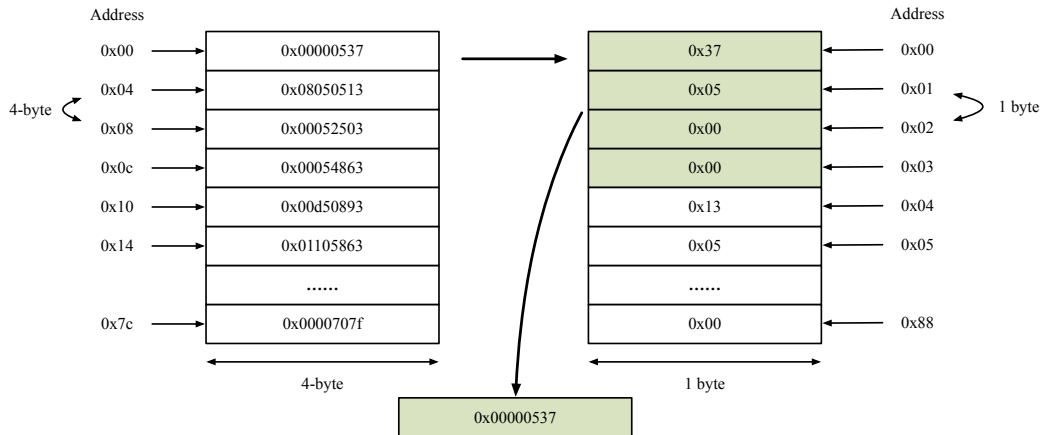 Address Address
0x00 0x00000537 0x37 0x00
0x04 0x08050513 0x05 0x01
4-byte 1 byte
0x08 0x00052503 0x00 0x02
0x0c 0x00054863 0x00 0x03
0x10 0x00d50893 0x13 0x04
0x14 0x01105863 0x05 0x05
...... ......
0x7c 0x0000707f 0x00 0x88
4-byte 1 byte
0x00000537